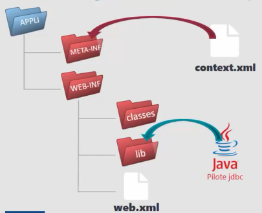 APPLI
META-INF
context.xml
WEB-INF
classes
lib
Java
Pilote jdbc
web.xml